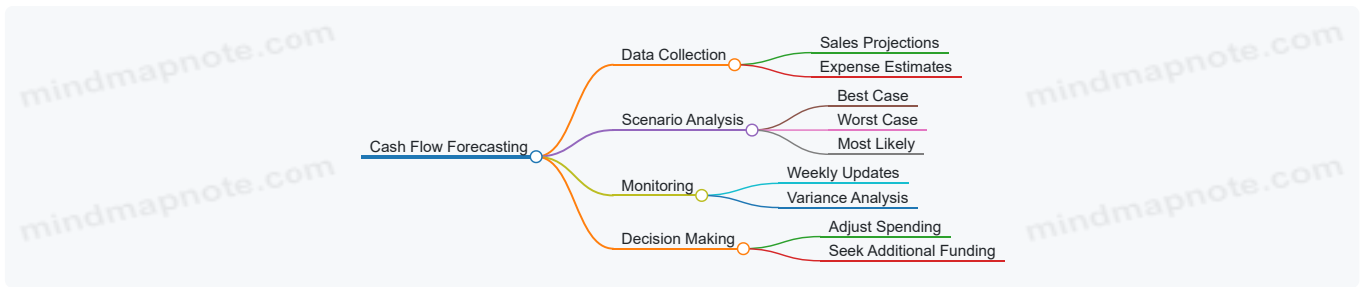 mindmapnote.com
mindmapnote.com
Cash Flow Forecasting
Data Collection
Sales Projections
Expense Estimates
Scenario Analysis
Best Case
Worst Case
Most Likely
Monitoring
Weekly Updates
Variance Analysis
Decision Making
Adjust Spending
Seek Additional Funding
mindmapnote.com
mindmapnote.com